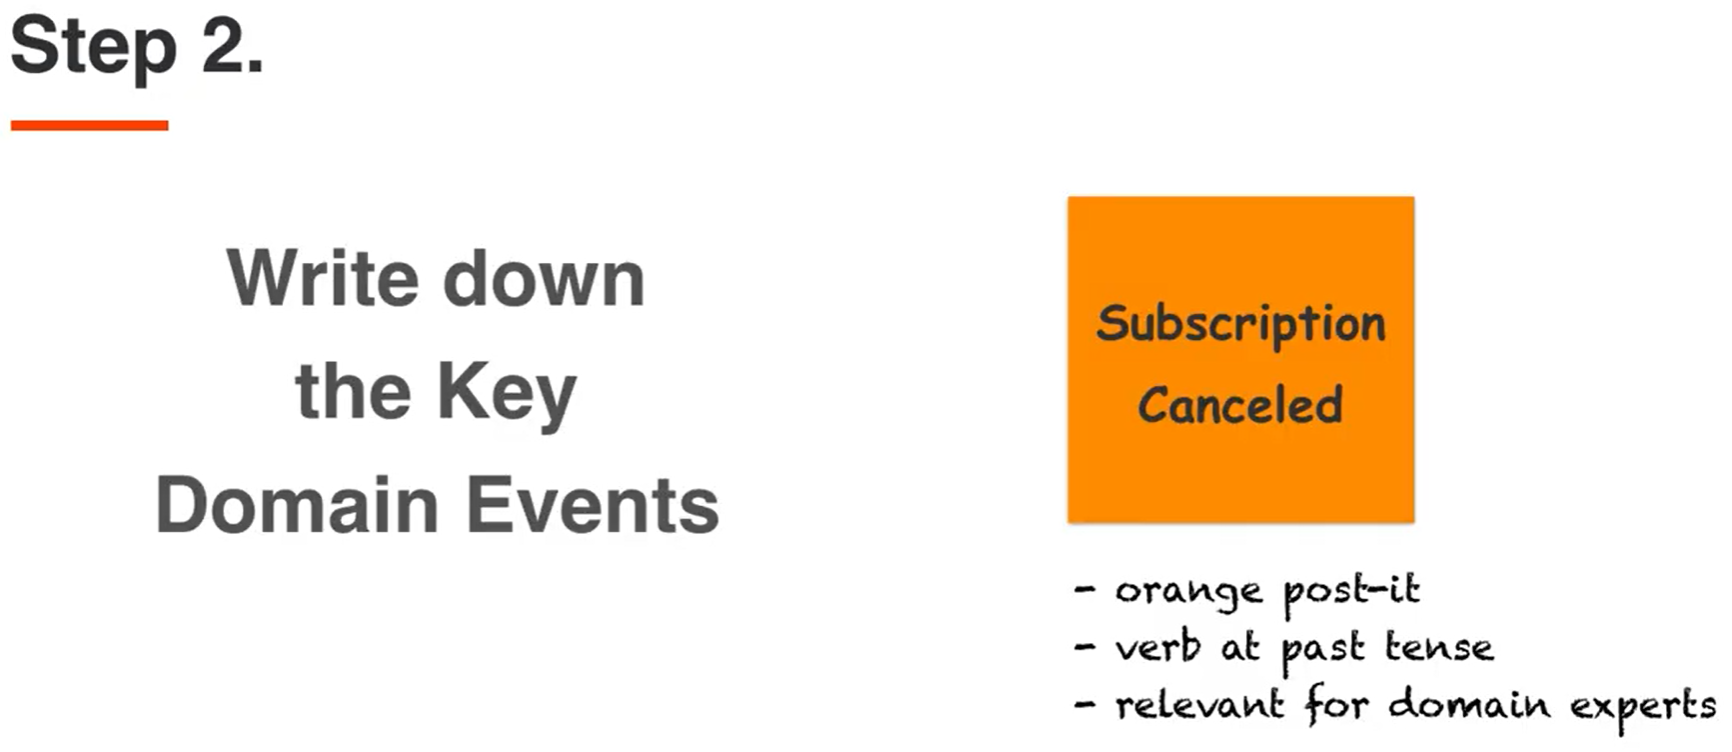 Step 2.
Write down
the Key
Domain Events
Subscription
Canceled
- orange post-it
- verb at past tense
- relevant for domain experts